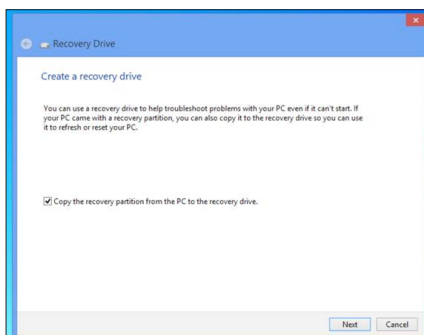 Recovery Drive
Create a recovery drive
You can use a recovery drive to help troubleshoot problems with your PC even if it can't start. If
your PC came with a recovery partition, you can also copy it to the recovery drive so you can use
it to refresh or reset your PC.
Copy the recovery partition from the PC to the recovery drive.
Next Cancel